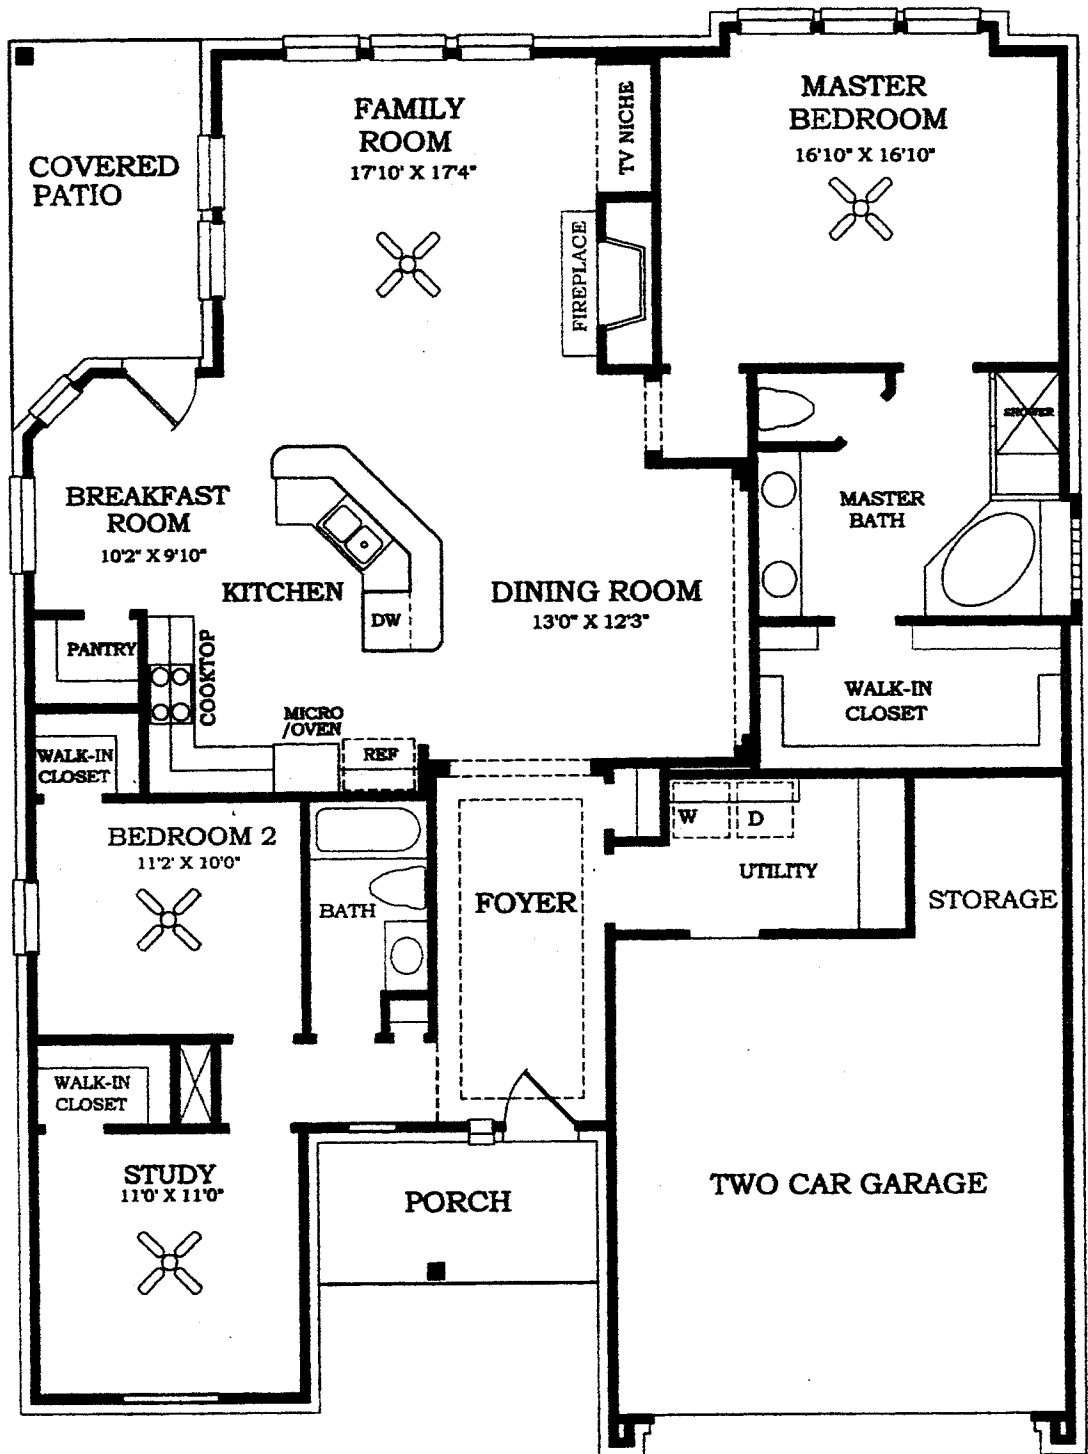 MASTER
BEDROOM
16'10" X 16'10"
FAMILY
ROOM
17'10' X 17'4"
TV NICHE
COVERED
PATIO
FIREPLACE
SHOWER
BREAKFAST
ROOM
10'2" X 9'10"
MASTER
BATH
KITCHEN
DINING ROOM
13'0" X 12'3"
DW
PANTRY
COOKTOP
WALK-IN
CLOSET
MICRO
/OVEN
REF
WALK-IN
CLOSET
W
D
BEDROOM 2
11'2' X 10'0"
UTILITY
BATH
FOYER
STORAGE
WALK-IN
CLOSET
STUDY
11'0' X 11'0"
PORCH
TWO CAR GARAGE